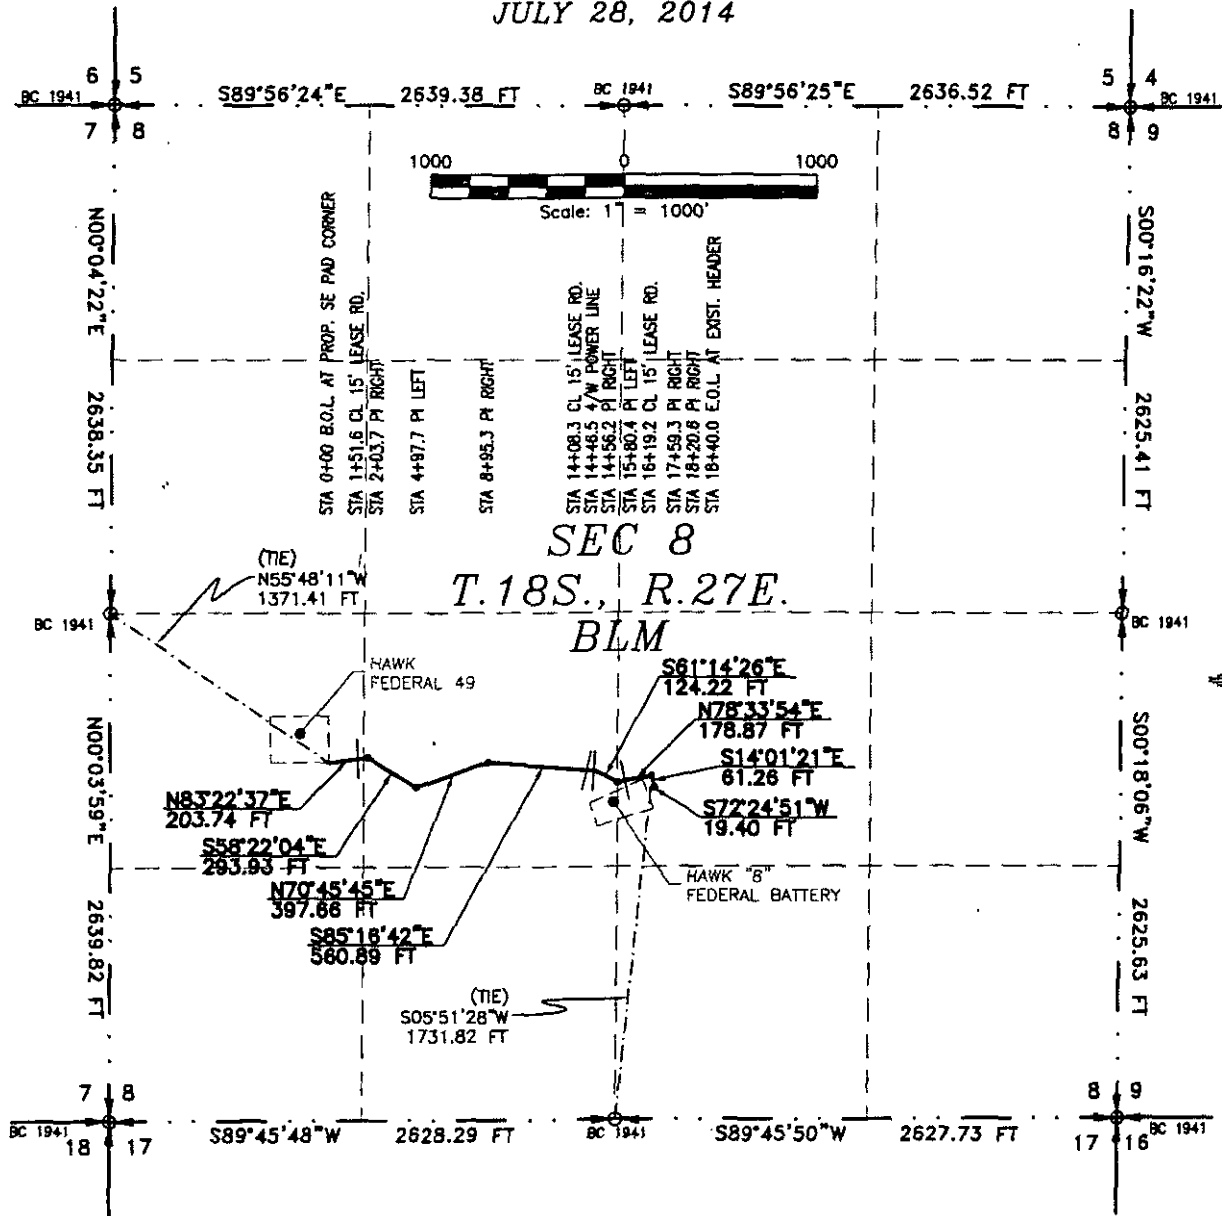 JULY 28, 2014
6 5
BC 1941
7 8
S89°56'24"E 2639.38 FT
BC 1941
S89°56'25"E 2636.52 FT
5 4
BC 1941
8 9
1000 0 1000
Scale: 1" = 1000'
N00°04'22"E 2638.35 FT
S00°16'22"W 2625.41 FT
STA 0+00 B.O.L. AT PROP. SE PAD CORNER
STA 1+51.6 CL 15' LEASE RD.
STA 2+03.7 PI RIGHT
STA 4+97.7 PI LEFT
STA 8+95.3 PI RIGHT
STA 14+08.3 CL 15' LEASE RD.
STA 14+46.5 4/W POWER LINE
STA 14+56.2 PI RIGHT
STA 15+80.4 PI LEFT
STA 16+19.2 CL 15' LEASE RD.
STA 17+59.3 PI RIGHT
STA 18+20.6 PI RIGHT
STA 18+40.0 E.O.L. AT EXIST. HEADER
SEC 8
T.18S., R.27E.
BLM
(TIE)
N55°48'11"W
1371.41 FT
BC 1941
BC 1941
HAWK
FEDERAL 49
S61°14'26"E
124.22 FT
N78°33'54"E
178.87 FT
S14°01'21"E
61.26 FT
S72°24'51"W
19.40 FT
N83°22'37"E
203.74 FT
S58°22'04"E
293.93 FT
N70°45'45"E
397.66 FT
S85°16'42"E
560.89 FT
HAWK "8"
FEDERAL BATTERY
N00°03'59"E 2639.82 FT
S00°18'06"W 2625.63 FT
(TIE)
S05°51'28"W
1731.82 FT
7 8
BC 1941
18 17
S89°45'48"W 2628.29 FT
BC 1941
S89°45'50"W 2627.73 FT
8 9
BC 1941
17 16